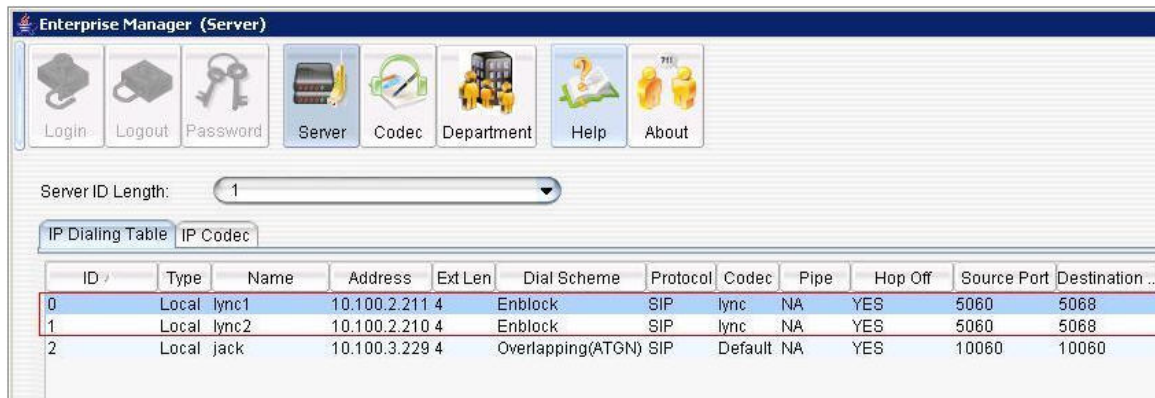 Enterprise Manager (Server)
Login Logout Password Server Codec Department Help About
Server ID Length: 1
IP Dialing Table IP Codec
ID Type Name Address Ext Len Dial Scheme Protocol Codec Pipe Hop Off Source Port Destination ...
0 Local lync1 10.100.2.211 4 Enblock SIP lync NA YES 5060 5068
1 Local lync2 10.100.2.210 4 Enblock SIP lync NA YES 5060 5068
2 Local jack 10.100.3.229 4 Overlapping(ATGN) SIP Default NA YES 10060 10060